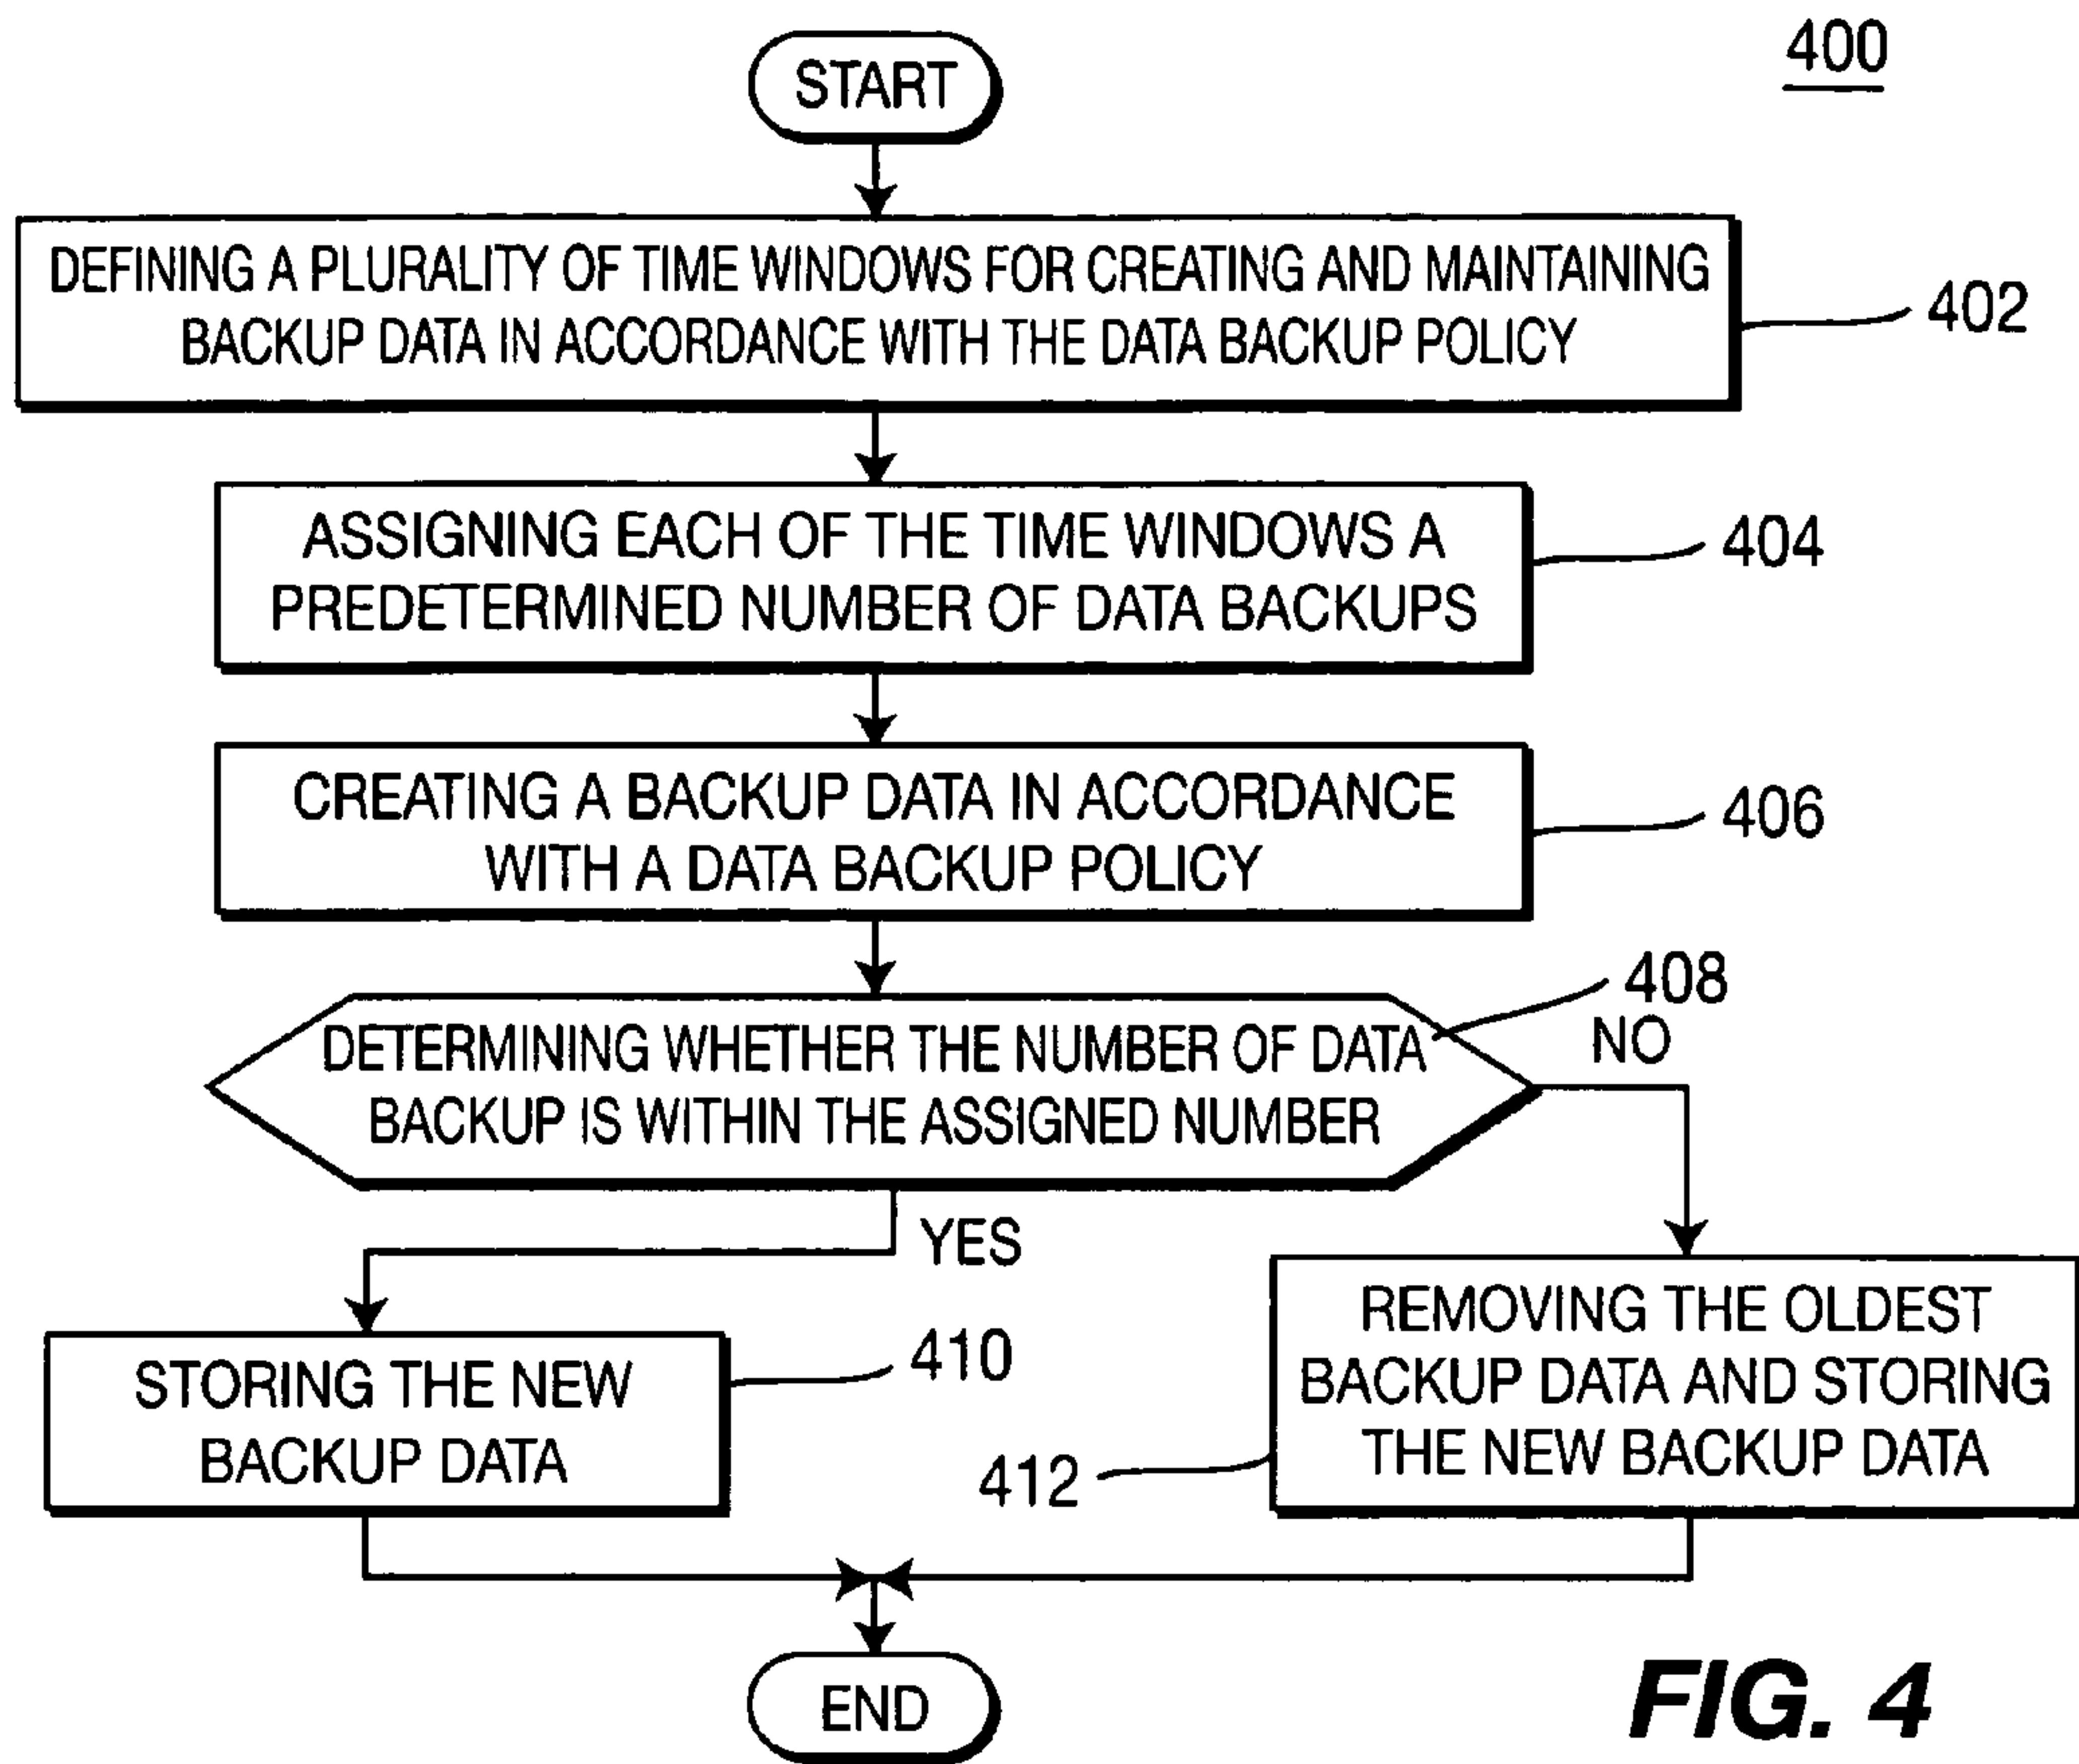 400
START
DEFINING A PLURALITY OF TIME WINDOWS FOR CREATING AND MAINTAINING
BACKUP DATA IN ACCORDANCE WITH THE DATA BACKUP POLICY
402
ASSIGNING EACH OF THE TIME WINDOWS A
PREDETERMINED NUMBER OF DATA BACKUPS
404
CREATING A BACKUP DATA IN ACCORDANCE
WITH A DATA BACKUP POLICY
406
DETERMINING WHETHER THE NUMBER OF DATA
BACKUP IS WITHIN THE ASSIGNED NUMBER
408
NO
YES
STORING THE NEW
BACKUP DATA
410
REMOVING THE OLDEST
BACKUP DATA AND STORING
THE NEW BACKUP DATA
412
END
FIG. 4